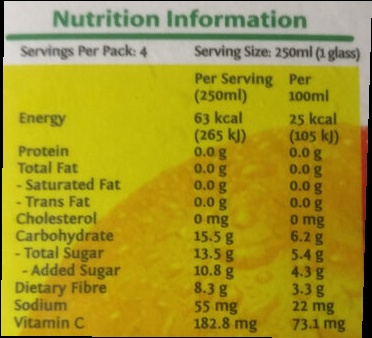 Nutrition Information
Servings Per Pack: 4 Serving Size: 250ml (1 glass)
Per Serving Per
(250ml) 100ml
Energy 63 kcal 25 kcal
(265 kJ) (105 kJ)
Protein 0.0 g 0.0 g
Total Fat 0.0 g 0.0 g
- Saturated Fat 0.0 g 0.0 g
- Trans Fat 0.0 g 0.0 g
Cholesterol 0 mg 0 mg
Carbohydrate 15.5 g 6.2 g
- Total Sugar 13.5 g 5.4 g
- Added Sugar 10.8 g 4.3 g
Dietary Fibre 8.3 g 3.3 g
Sodium 55 mg 22 mg
Vitamin C 182.8 mg 73.1 mg